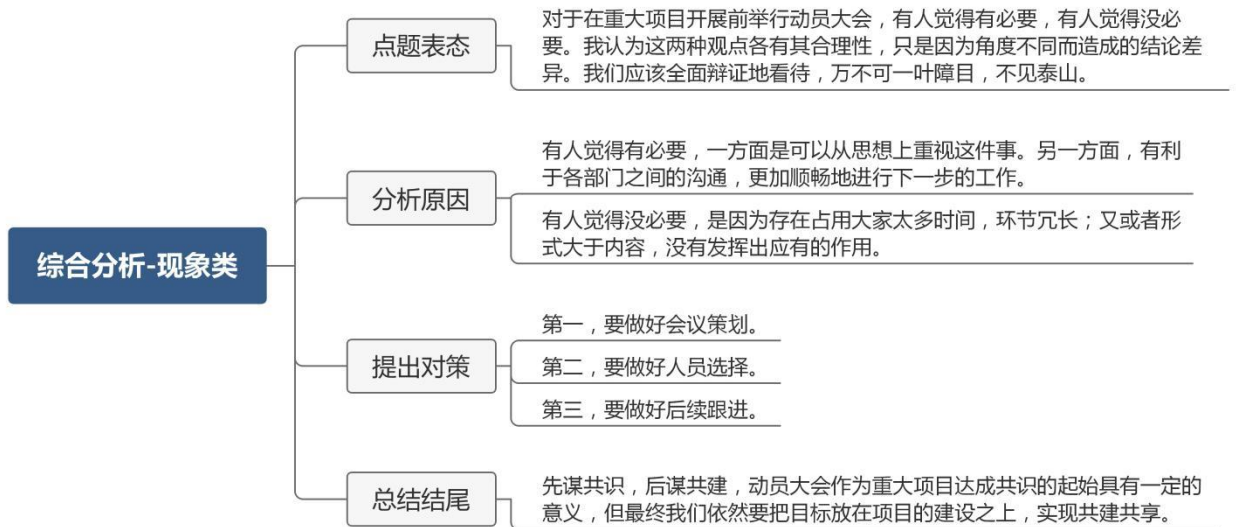 综合分析-现象类
点题表态
对于在重大项目开展前举行动员大会，有人觉得有必要，有人觉得没必
要。我认为这两种观点各有其合理性，只是因为角度不同而造成的结论差
异。我们应该全面辩证地看待，万不可一叶障目，不见泰山。
分析原因
有人觉得有必要，一方面是可以从思想上重视这件事。另一方面，有利
于各部门之间的沟通，更加顺畅地进行下一步的工作。
有人觉得没必要，是因为存在占用大家太多时间，环节冗长；又或者形
式大于内容，没有发挥出应有的作用。
提出对策
第一，要做好会议策划。
第二，要做好人员选择。
第三，要做好后续跟进。
总结结尾
先谋共识，后谋共建，动员大会作为重大项目达成共识的起始具有一定的
意义，但最终我们依然要把目标放在项目的建设之上，实现共建共享。